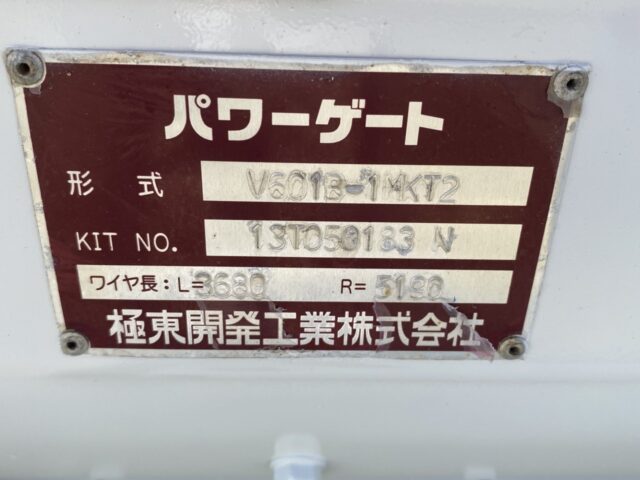 パワーゲート
形 式 V601B-1MKT2
KIT NO. 13T050183 N
ワイヤ長:L=3680 R=5190
極東開発工業株式会社